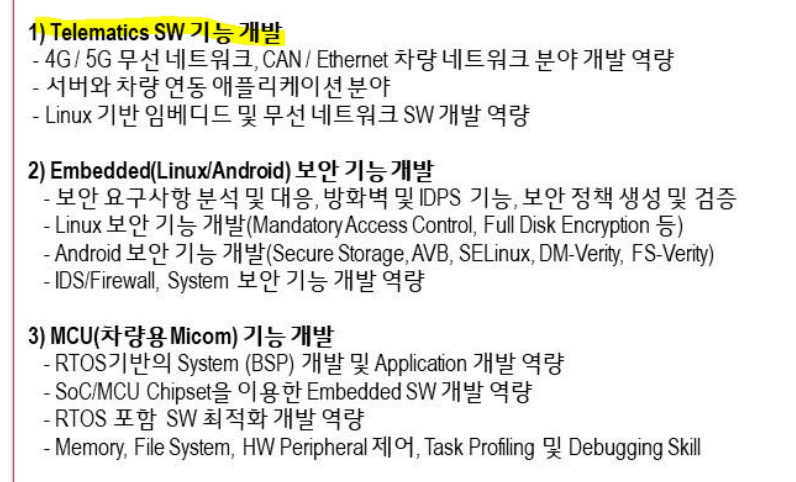 1) Telematics SW 기능 개발
- 4G / 5G 무선 네트워크, CAN / Ethernet 차량 네트워크 분야 개발 역량
- 서버와 차량 연동 애플리케이션 분야
- Linux 기반 임베디드 및 무선 네트워크 SW 개발 역량
2) Embedded(Linux/Android) 보안 기능 개발
- 보안 요구사항 분석 및 대응, 방화벽 및 IDPS 기능, 보안 정책 생성 및 검증
- Linux 보안 기능 개발(Mandatory Access Control, Full Disk Encryption 등)
- Android 보안 기능 개발(Secure Storage, AVB, SELinux, DM-Verity, FS-Verity)
- IDS/Firewall, System 보안 기능 개발 역량
3) MCU(차량용 Micom) 기능 개발
- RTOS기반의 System (BSP) 개발 및 Application 개발 역량
- SoC/MCU Chipset을 이용한 Embedded SW 개발 역량
- RTOS 포함 SW 최적화 개발 역량
- Memory, File System, HW Peripheral 제어, Task Profiling 및 Debugging Skill